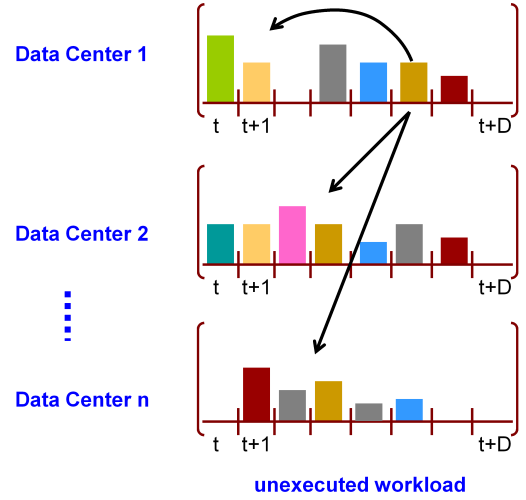 Data Center 1
t t+1 t+D
Data Center 2
t t+1 t+D
Data Center n
t t+1 t+D
unexecuted workload